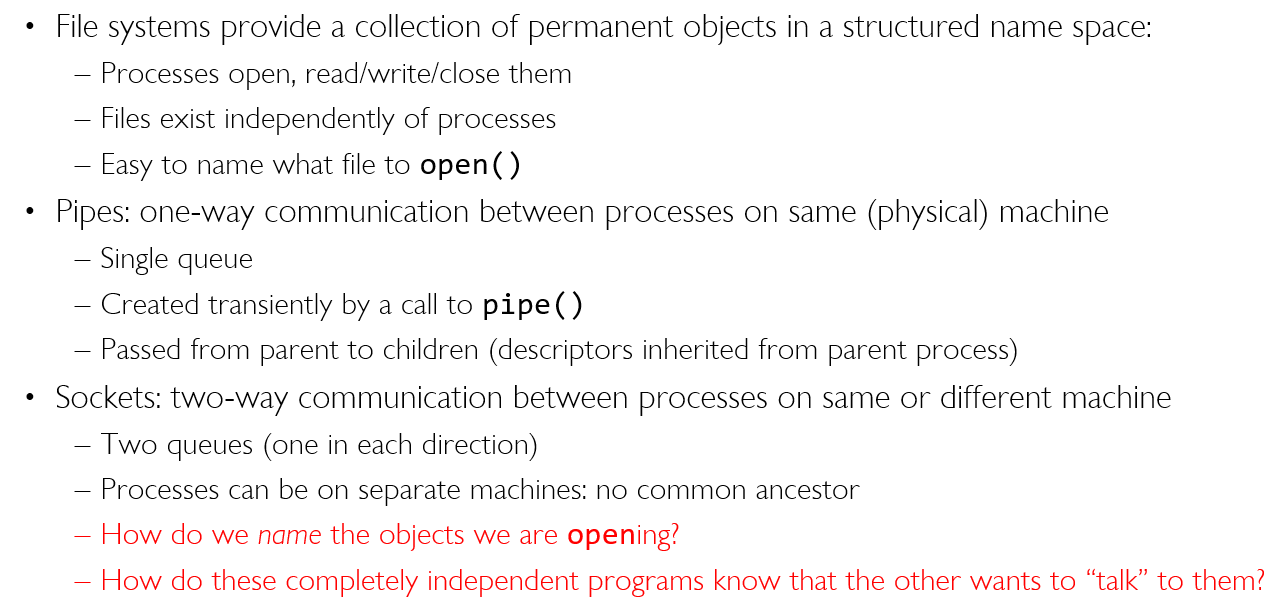 • File systems provide a collection of permanent objects in a structured name space:
– Processes open, read/write/close them
– Files exist independently of processes
– Easy to name what file to open()
• Pipes: one-way communication between processes on same (physical) machine
– Single queue
– Created transiently by a call to pipe()
– Passed from parent to children (descriptors inherited from parent process)
• Sockets: two-way communication between processes on same or different machine
– Two queues (one in each direction)
– Processes can be on separate machines: no common ancestor
– How do we name the objects we are opening?
– How do these completely independent programs know that the other wants to “talk” to them?